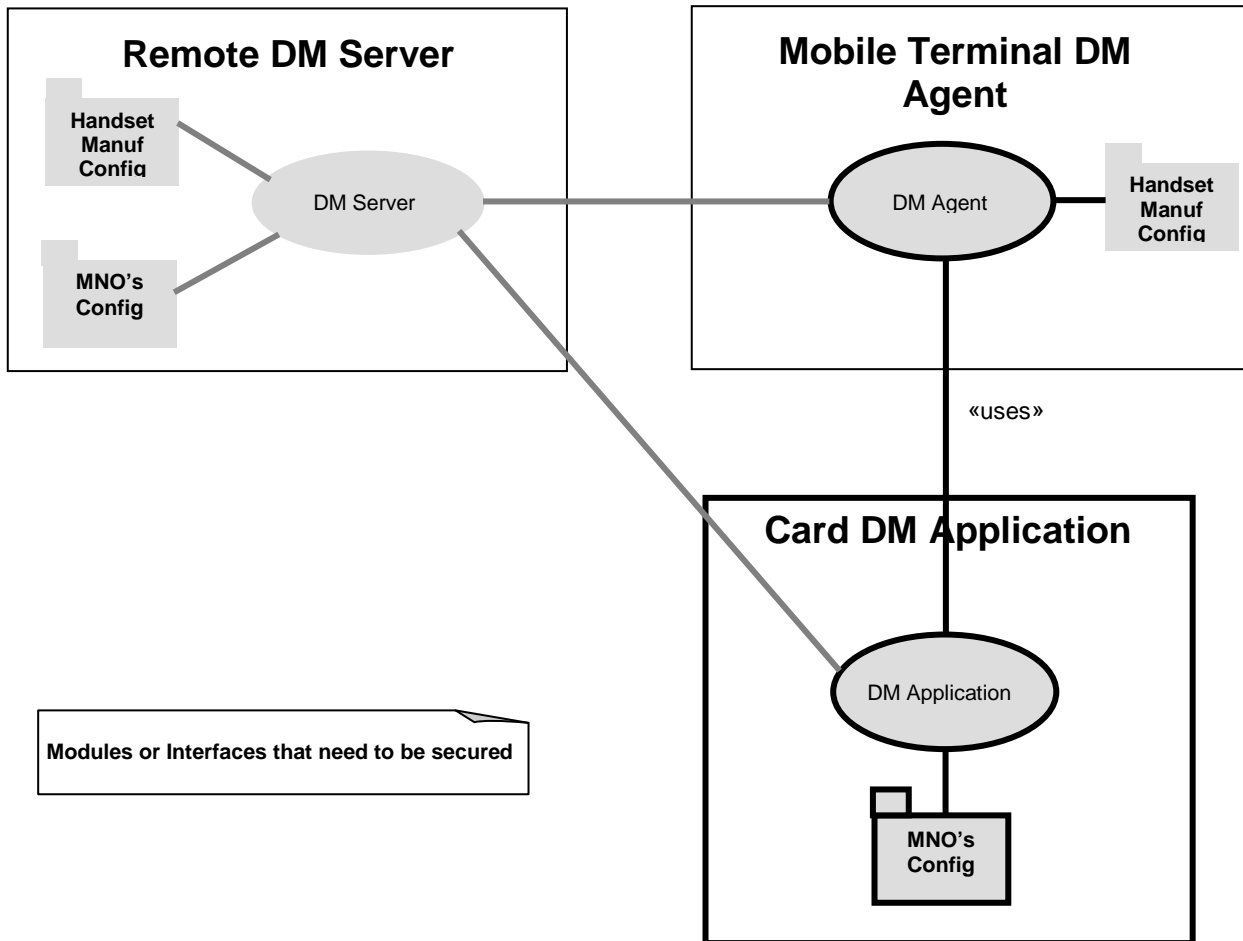 Remote DM Server
Handset
Manuf
Config
DM Server
MNO's
Config
Mobile Terminal DM
Agent
DM Agent
Handset
Manuf
Config
«uses»
Card DM Application
DM Application
MNO's
Config
Modules or Interfaces that need to be secured